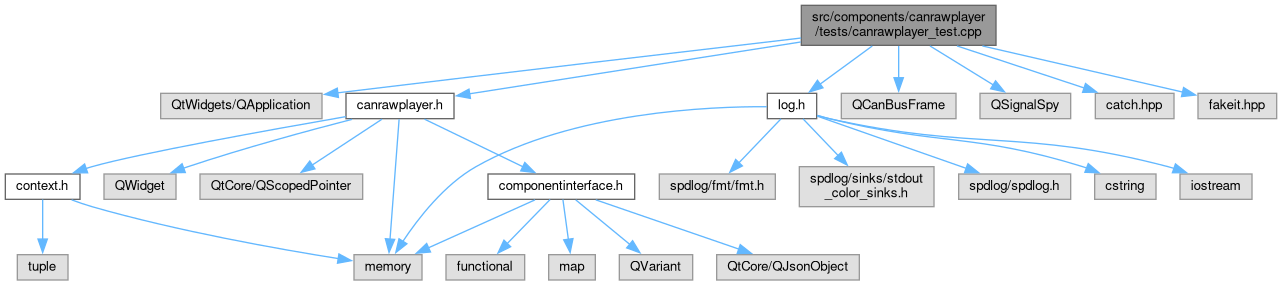 src/components/canrawplayer
/tests/canrawplayer_test.cpp
QtWidgets/QApplication
canrawplayer.h
log.h
QCanBusFrame
QSignalSpy
catch.hpp
fakeit.hpp
context.h
QWidget
QtCore/QScopedPointer
componentinterface.h
spdlog/fmt/fmt.h
spdlog/sinks/stdout
_color_sinks.h
spdlog/spdlog.h
cstring
iostream
tuple
memory
functional
map
QVariant
QtCore/QJsonObject